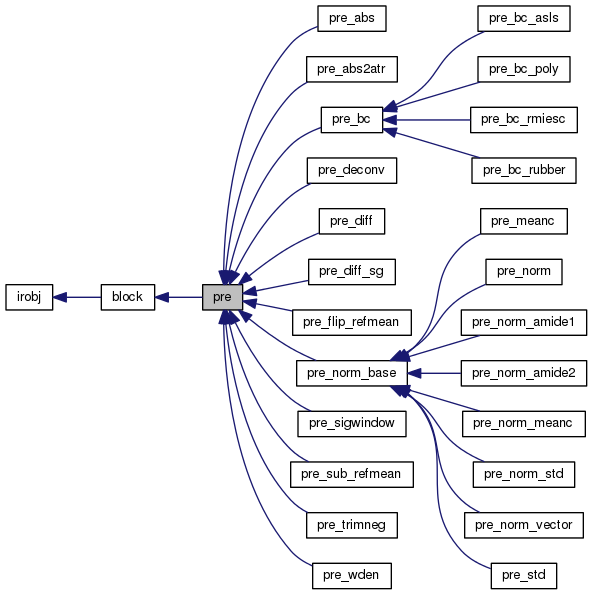 irobj
block
pre
pre_abs
pre_abs2atr
pre_bc
pre_deconv
pre_diff
pre_diff_sg
pre_flip_refmean
pre_norm_base
pre_sigwindow
pre_sub_refmean
pre_trimneg
pre_wden
pre_bc_asls
pre_bc_poly
pre_bc_rmiesc
pre_bc_rubber
pre_meanc
pre_norm
pre_norm_amide1
pre_norm_amide2
pre_norm_meanc
pre_norm_std
pre_norm_vector
pre_std